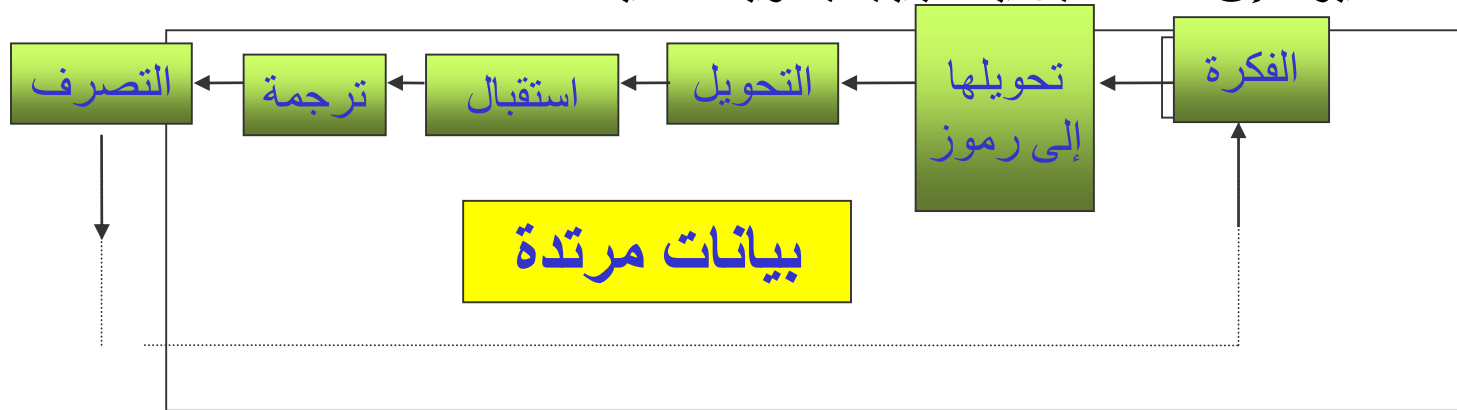 الفكرة
تحويلها
إلى رموز
التحويل
استقبال
ترجمة
التصرف
بيانات مرتدة